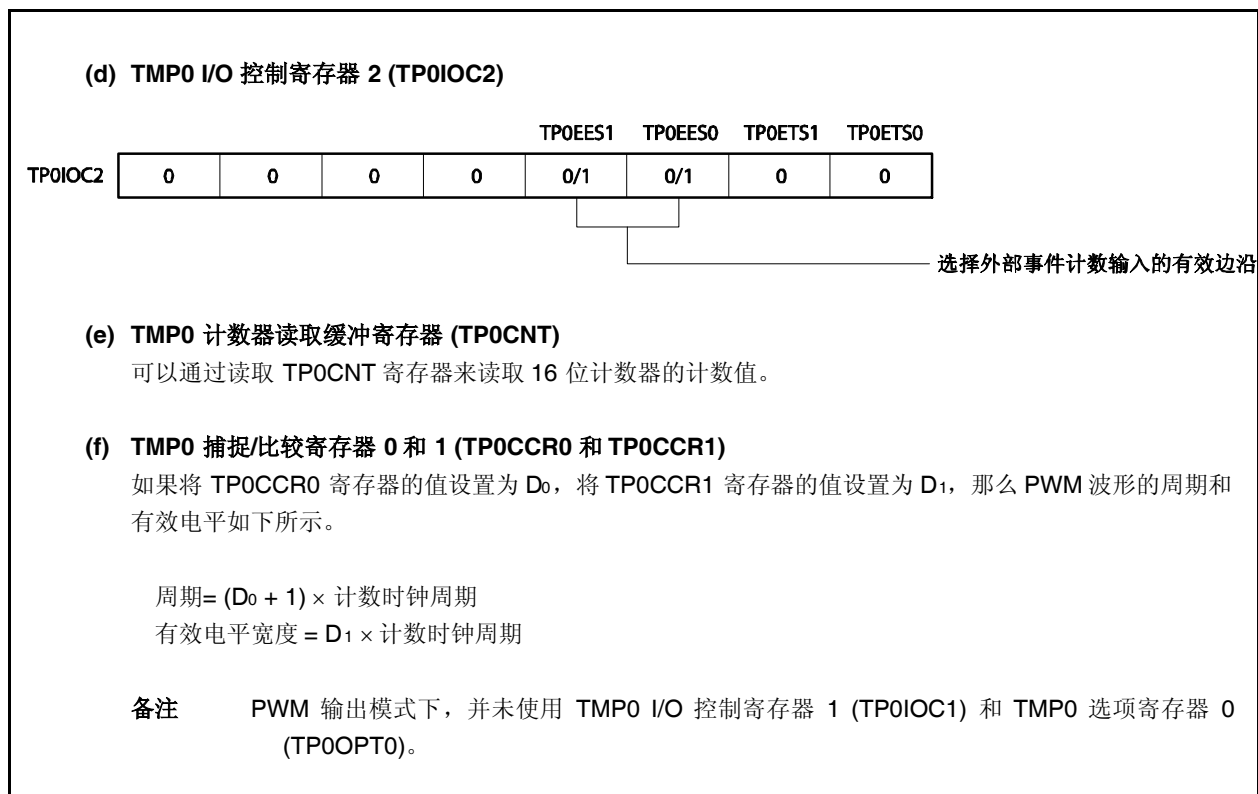 (d) TMP0 I/O 控制寄存器 2 (TP0IOC2)
TP0EES1 TP0EES0 TP0ETS1 TP0ETS0
TP0IOC2 0 0 0 0 0/1 0/1 0 0
选择外部事件计数输入的有效边沿
(e) TMP0 计数器读取缓冲寄存器 (TP0CNT)
可以通过读取 TP0CNT 寄存器来读取 16 位计数器的计数值。
(f) TMP0 捕捉/比较寄存器 0 和 1 (TP0CCR0 和 TP0CCR1)
如果将 TP0CCR0 寄存器的值设置为 D0，将 TP0CCR1 寄存器的值设置为 D1，那么 PWM 波形的周期和
有效电平如下所示。
周期= (D0 + 1) × 计数时钟周期
有效电平宽度 = D1 × 计数时钟周期
备注 PWM 输出模式下，并未使用 TMP0 I/O 控制寄存器 1 (TP0IOC1) 和 TMP0 选项寄存器 0
(TP0OPT0)。